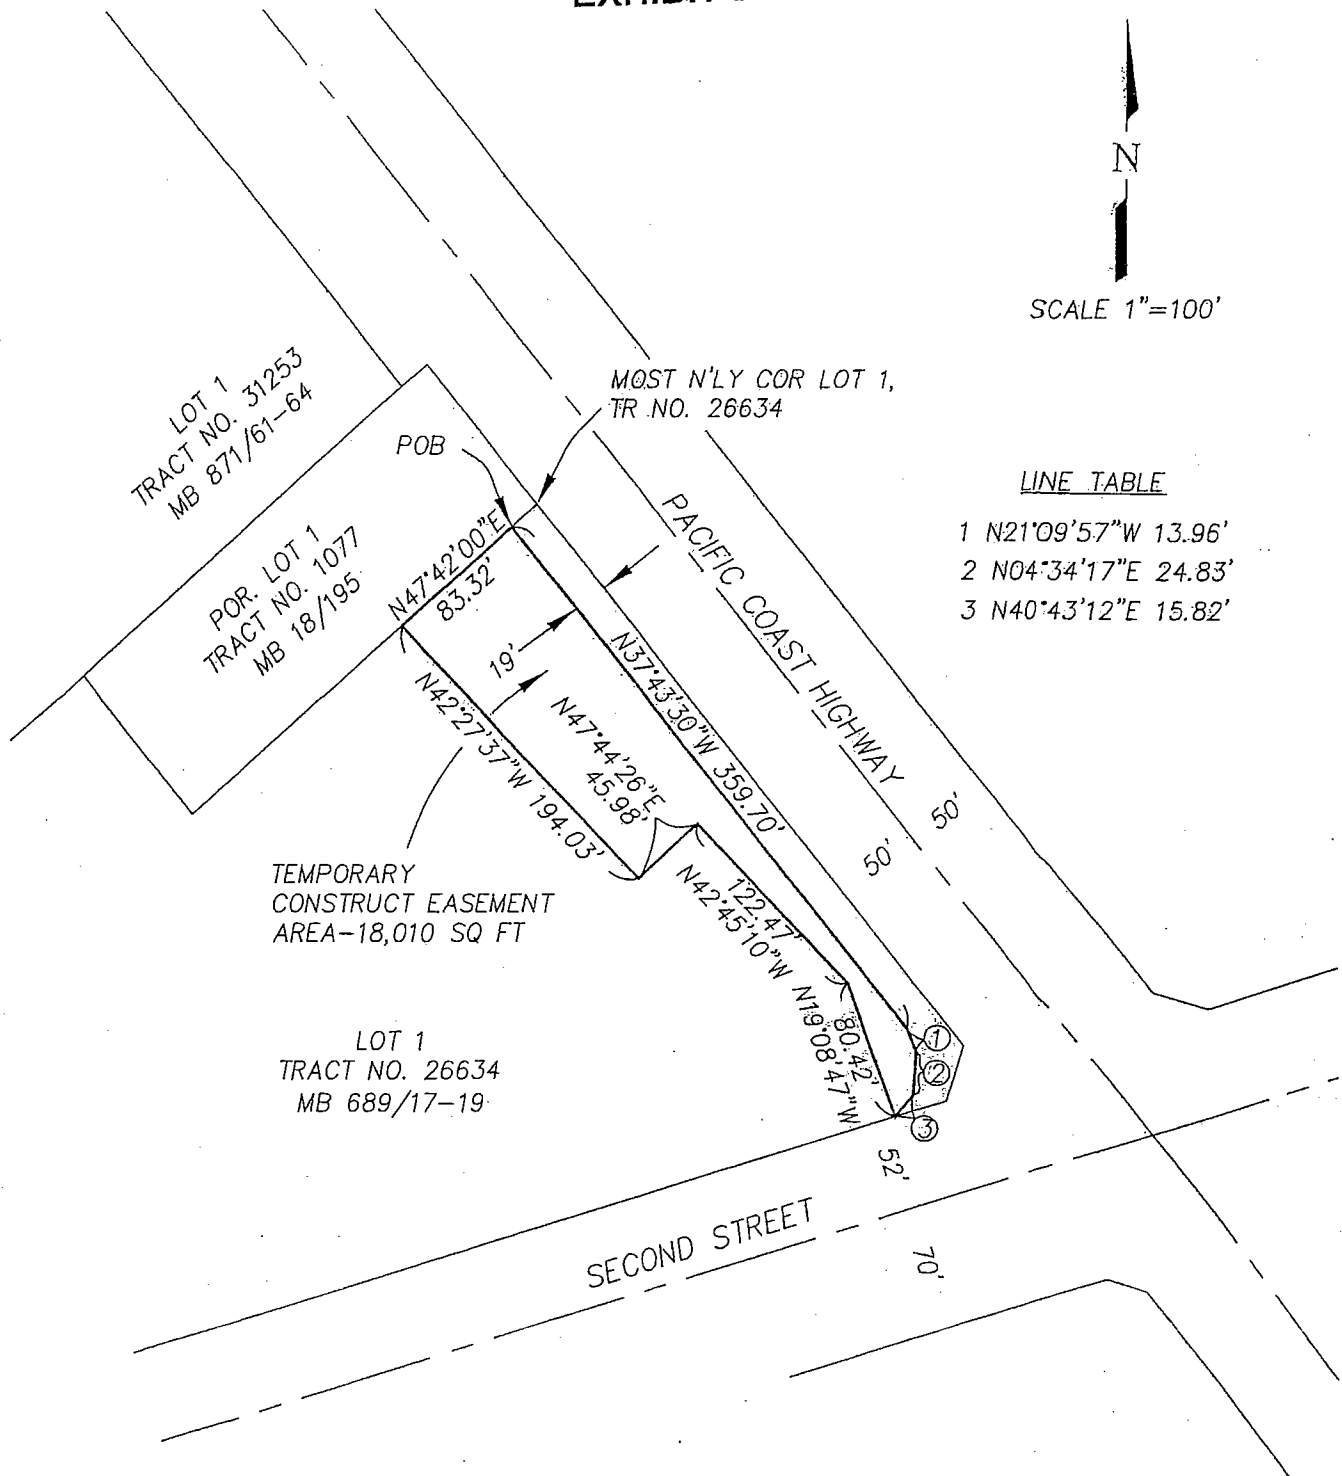 N
SCALE 1"=100'
MOST N'LY COR LOT 1,
TR NO. 26634
LOT 1
TRACT NO. 31253
MB 871/61-64
POB
LINE TABLE
1 N21°09'57"W 13.96'
2 N04°34'17"E 24.83'
3 N40°43'12"E 15.82'
POR. LOT 1
TRACT NO. 1077
MB 18/195
N47°42'00"E
83.32'
PACIFIC COAST HIGHWAY
19'
N37°43'30"W 359.70'
N42°27'37"W 194.03'
N47°44'26"E
45.98'
50'
50'
TEMPORARY
CONSTRUCT EASEMENT
AREA-18,010 SQ FT
122.47'
N42°45'10"W
80.42'
N19°08'47"W
1
2
3
LOT 1
TRACT NO. 26634
MB 689/17-19
52'
SECOND STREET
70'